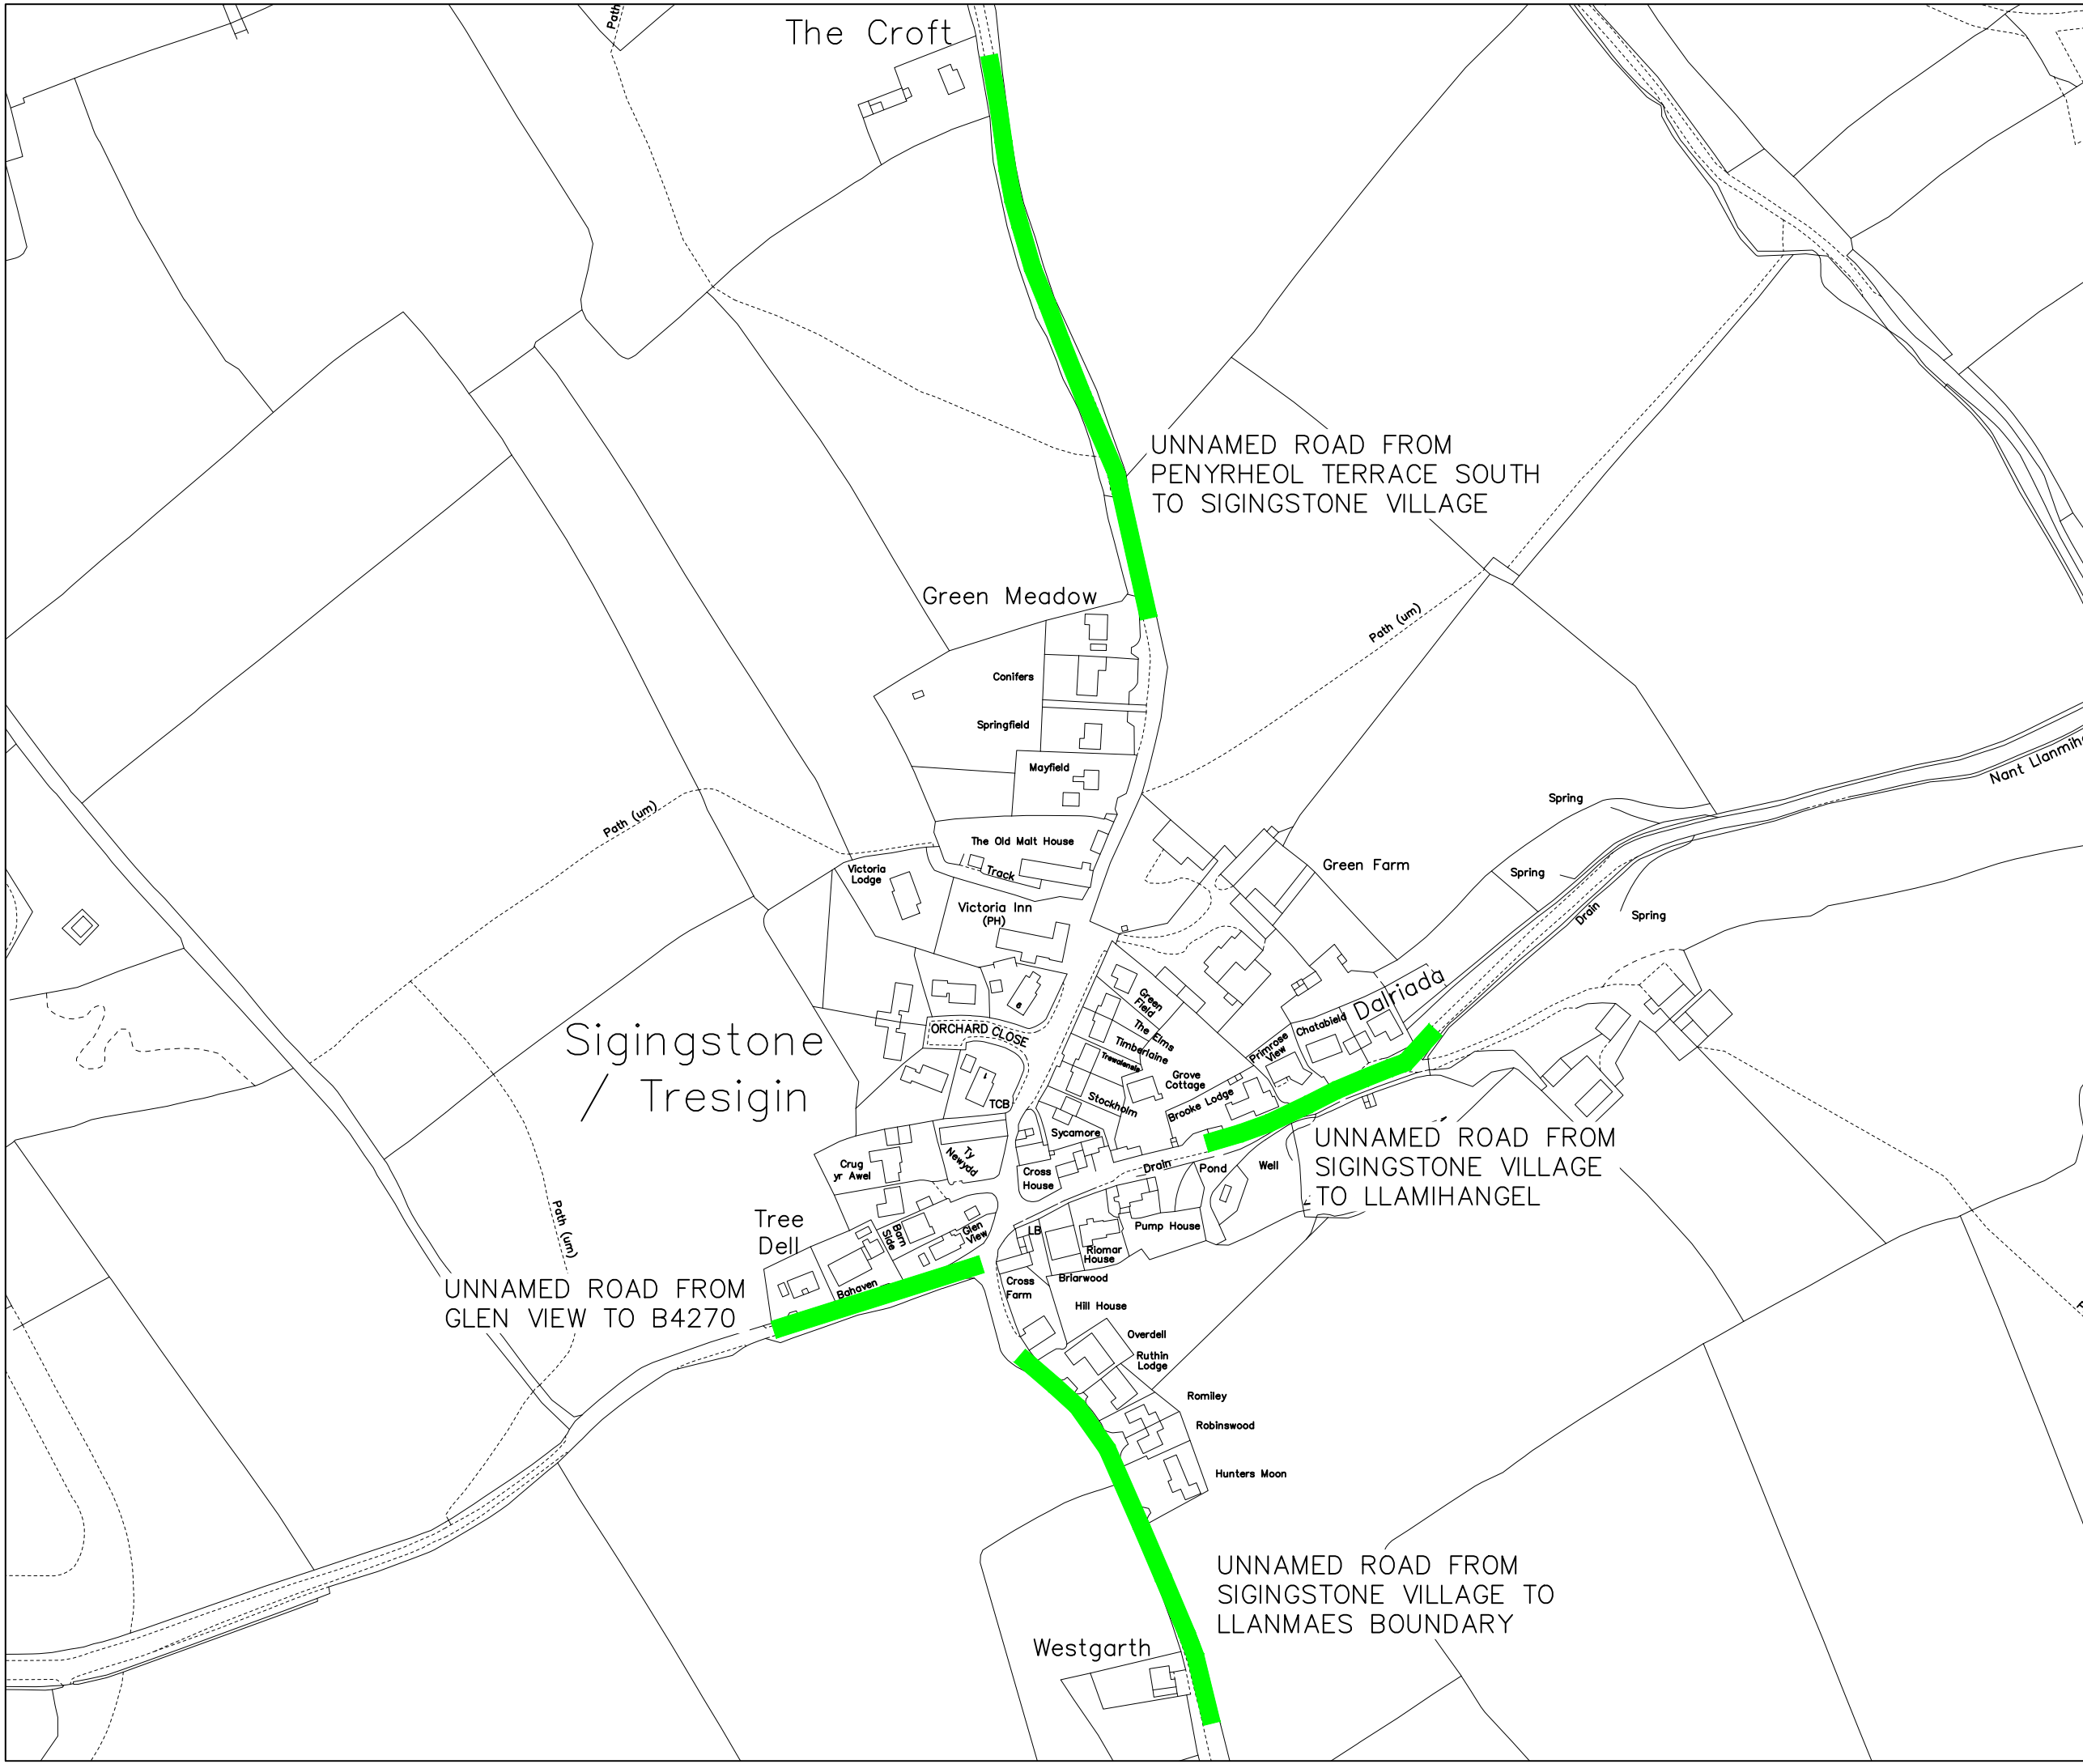 Path
The Croft
UNNAMED ROAD FROM
PENYRHEOL TERRACE SOUTH
TO SIGINGSTONE VILLAGE
Green Meadow
Path (um)
Conifers
Springfield
Mayfield
Nant Llanmih
Spring
Path (um)
The Old Malt House
Green Farm
Track
Victoria
Lodge
Spring
Victoria Inn
(PH)
Drain
Spring
Dalriada
Green
Field
6
Chatabield
ORCHARD CLOSE
The Elms
Sigingstone
/ Tresigin
Timberlaine
Primrose
View
Trewalensis
Grove
Cottage
1
TCB
Stockholm
Brooke Lodge
Sycamore
UNNAMED ROAD FROM
SIGINGSTONE VILLAGE
TO LLAMIHANGEL
Ty
Newydd
Crug
yr Awel
Cross
House
Drain
Pond
Well
Path (um)
Tree
Dell
Barn
Side
Glen
View
LB
Pump House
Riomar
House
Briarwood
Cross
Farm
Bahaven
UNNAMED ROAD FROM
GLEN VIEW TO B4270
Hill House
Overdell
Ruthin
Lodge
Romiley
Robinswood
Hunters Moon
UNNAMED ROAD FROM
SIGINGSTONE VILLAGE TO
LLANMAES BOUNDARY
Westgarth